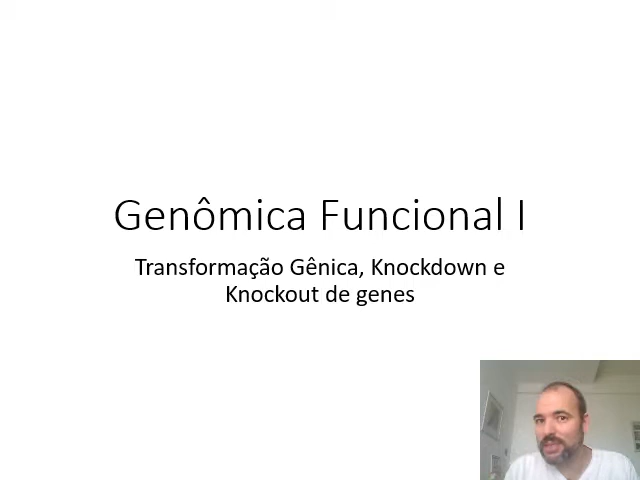 Genômica Funcional I
Transformação Gênica, Knockdown e
Knockout de genes